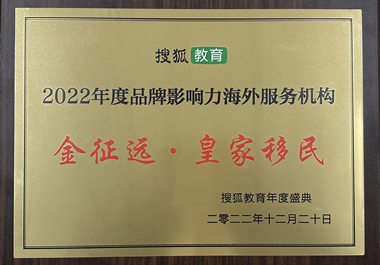 搜狐 教育
2022年度品牌影响力海外服务机构
金征远·皇家移民
搜狐教育年度盛典
二零二二年十二月二十日